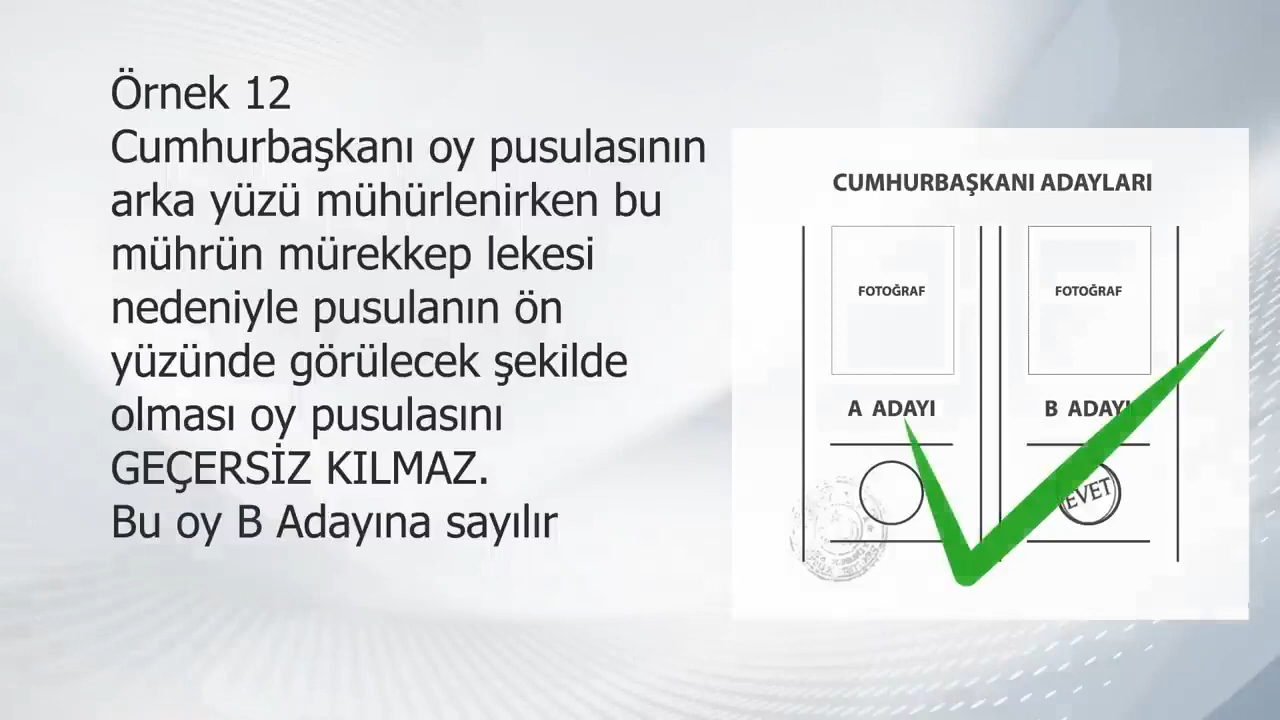 Örnek 12
Cumhurbaşkanı oy pusulasının
arka yüzü mühürlenirken bu
mührün mürekkep lekesi
nedeniyle pusulanın ön
yüzünde görülecek şekilde
olması oy pusulasını
GEÇERSİZ KILMAZ.
Bu oy B Adayına sayılır
CUMHURBAŞKANI ADAYLARI
FOTOĞRAF
FOTOĞRAF
A ADAYI
B ADAYI
EVET